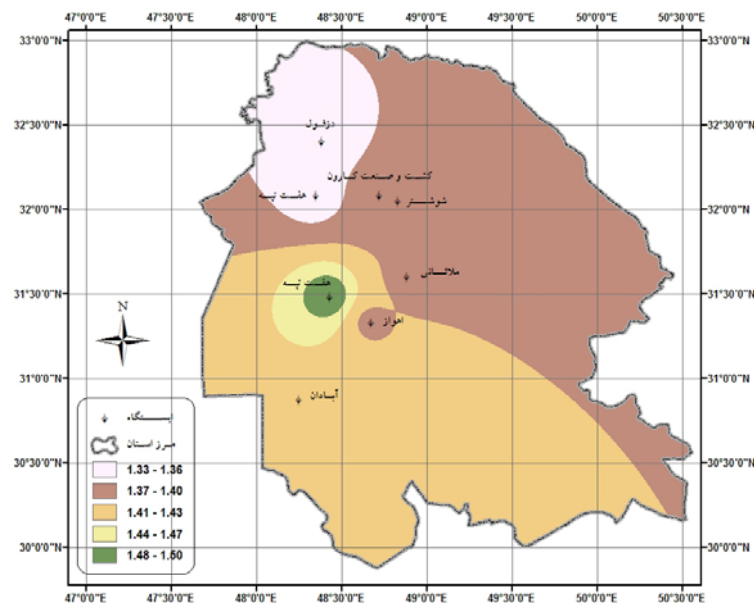 47°0'0"E 47°30'0"E 48°0'0"E 48°30'0"E 49°0'0"E 49°30'0"E 50°0'0"E 50°30'0"E
33°0'0"N 33°0'0"N
32°30'0"N 32°30'0"N
دزفول
کشت و صنعت کارون
هفت تپه
شوشتر
32°0'0"N 32°0'0"N
ملاثانی
هفت تپه
31°30'0"N 31°30'0"N
اهواز
N
31°0'0"N 31°0'0"N
آبادان
ایستگاه
مرز استان
30°30'0"N 30°30'0"N
1.33 - 1.36
1.37 - 1.40
1.41 - 1.43
1.44 - 1.47
1.48 - 1.50
30°0'0"N 30°0'0"N
47°0'0"E 47°30'0"E 48°0'0"E 48°30'0"E 49°0'0"E 49°30'0"E 50°0'0"E 50°30'0"E